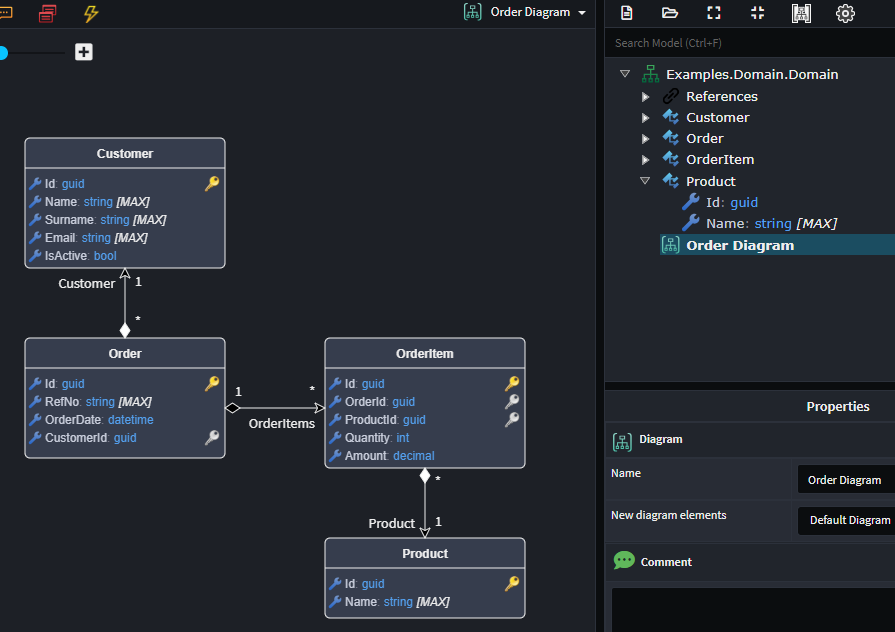 Order Diagram
Customer
Id: guid
Name: string [MAX]
Surname: string [MAX]
Email: string [MAX]
IsActive: bool
Customer 1
*
Order
Id: guid
RefNo: string [MAX]
OrderDate: datetime
CustomerId: guid
1 *
OrderItems
OrderItem
Id: guid
OrderId: guid
ProductId: guid
Quantity: int
Amount: decimal
*
Product 1
Product
Id: guid
Name: string [MAX]
Search Model (Ctrl+F)
Examples.Domain.Domain
References
Customer
Order
OrderItem
Product
Id: guid
Name: string [MAX]
Order Diagram
Properties
Diagram
Name Order Diagram
New diagram elements Default Diagram
Comment